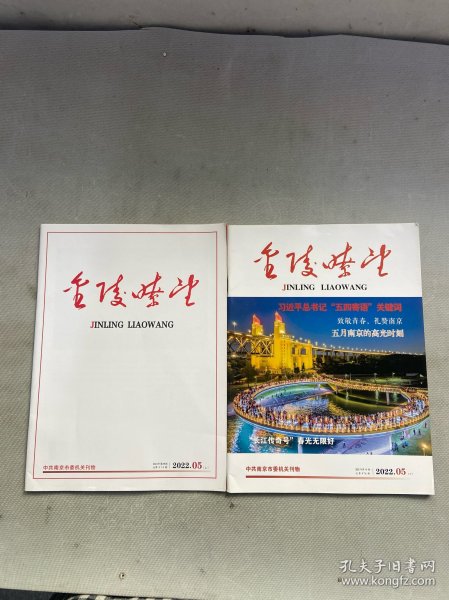 金陵瞭望
JINLING LIAOWANG
中共南京市委机关刊物
2022.05
金陵瞭望
JINLING LIAOWANG
习近平总书记“五四寄语”关键词
致敬青春，礼赞南京
五月南京的高光时刻
“长江传奇号”春光无限好
中共南京市委机关刊物
2022.05
孔夫子旧书网
www.kongfz.com